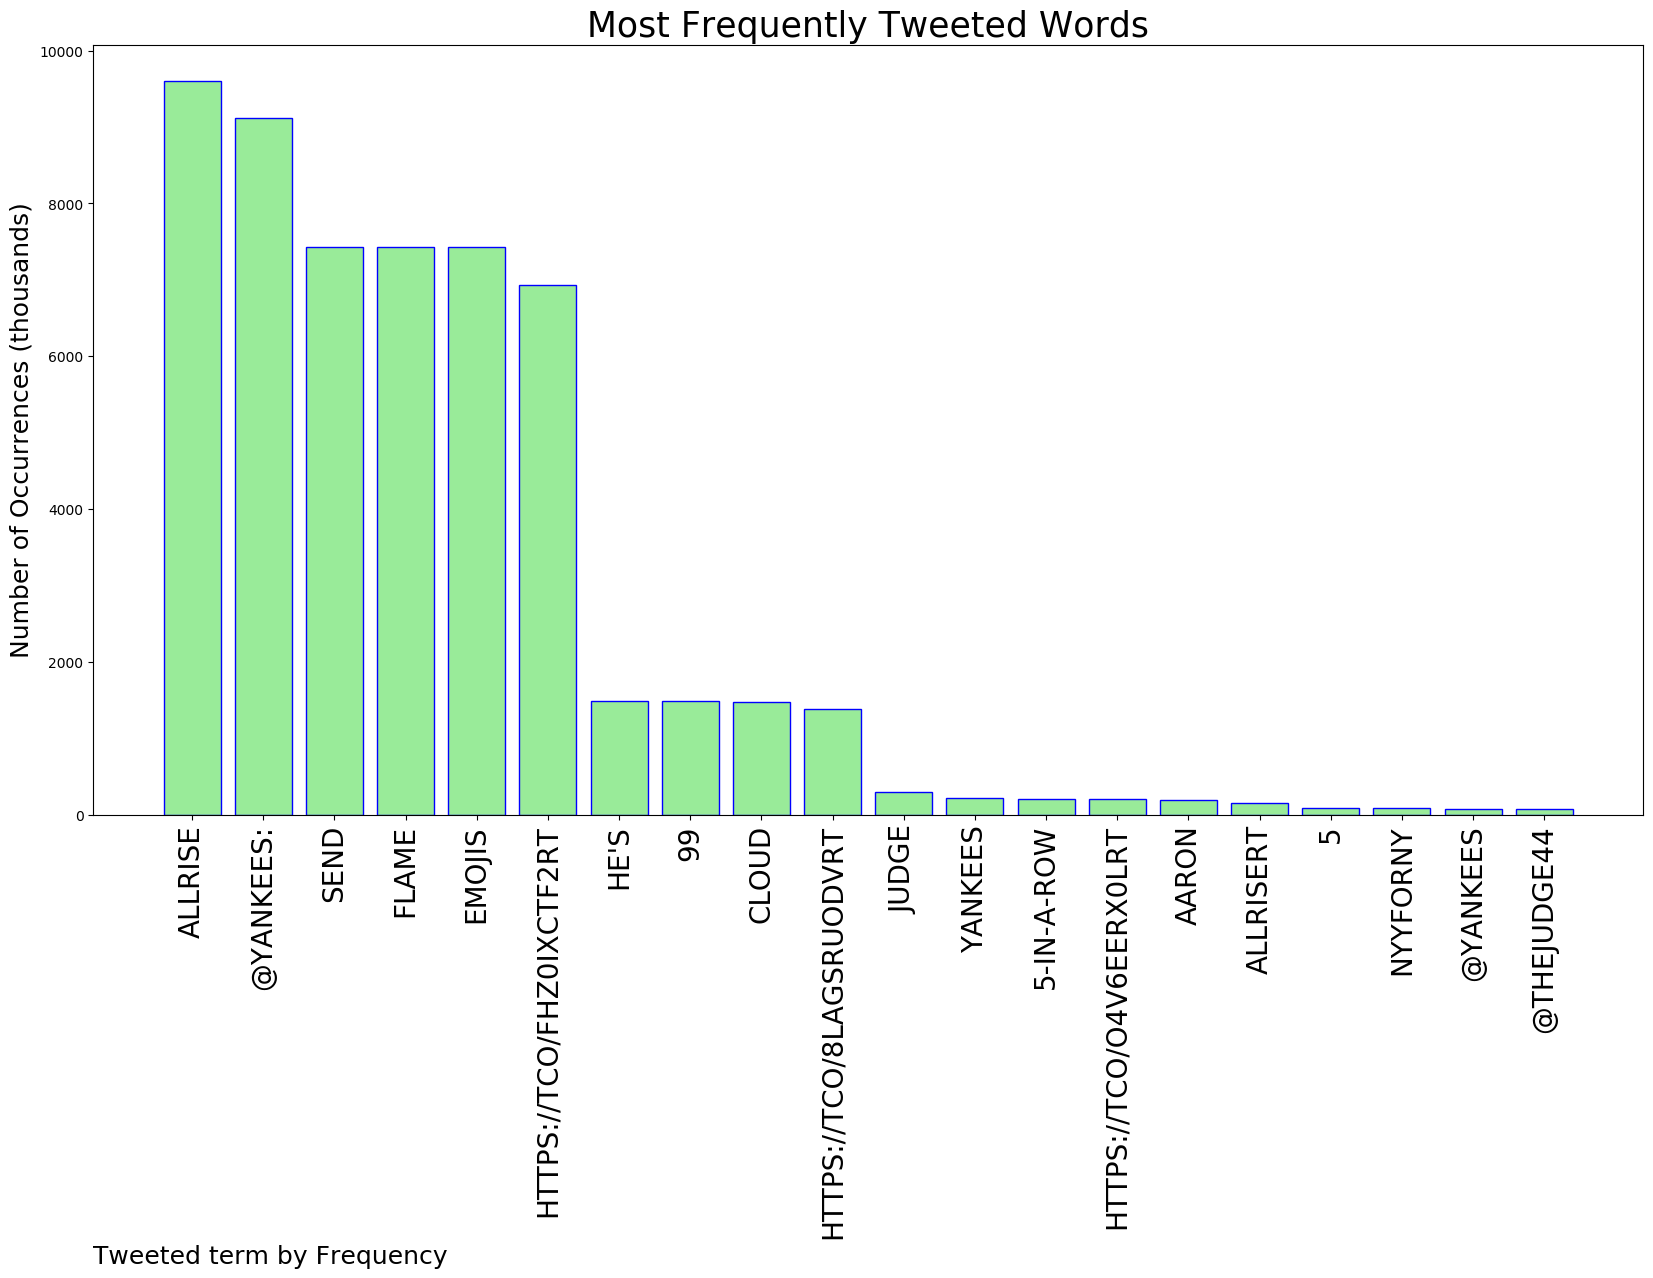 Most Frequently Tweeted Words
Number of Occurrences (thousands)
10000
8000
6000
4000
2000
0
ALLRISE
@YANKEES:
SEND
FLAME
EMOJIS
HTTPS://TCO/FHZ0IXCTF2RT
HE'S
99
CLOUD
HTTPS://TCO/8LAGSRUODVRT
JUDGE
YANKEES
5-IN-A-ROW
HTTPS://TCO/O4V6EERX0LRT
AARON
ALLRISERT
5
NYYFORNY
@YANKEES
@THEJUDGE44
Tweeted term by Frequency